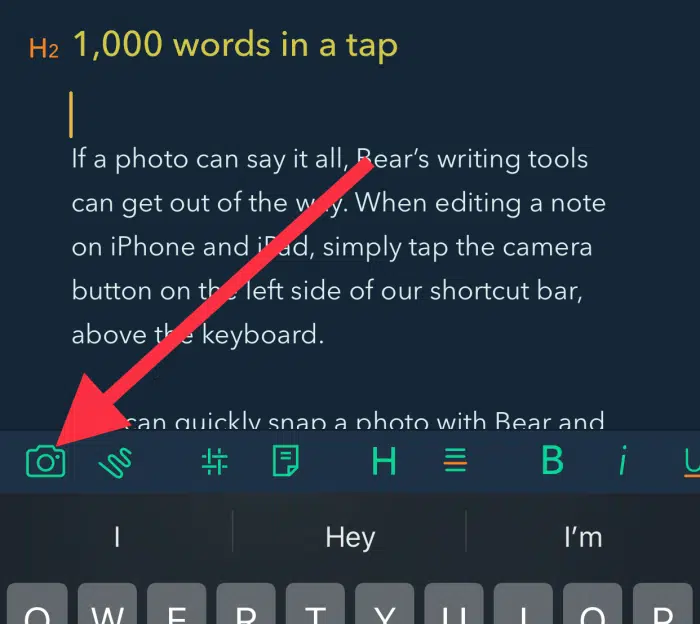 H2 1,000 words in a tap
If a photo can say it all, Bear’s writing tools
can get out of the way. When editing a note
on iPhone and iPad, simply tap the camera
button on the left side of our shortcut bar,
above the keyboard.
can quickly snap a photo with Bear and
H B i U
I Hey I’m
Q W E R T Y U I O P